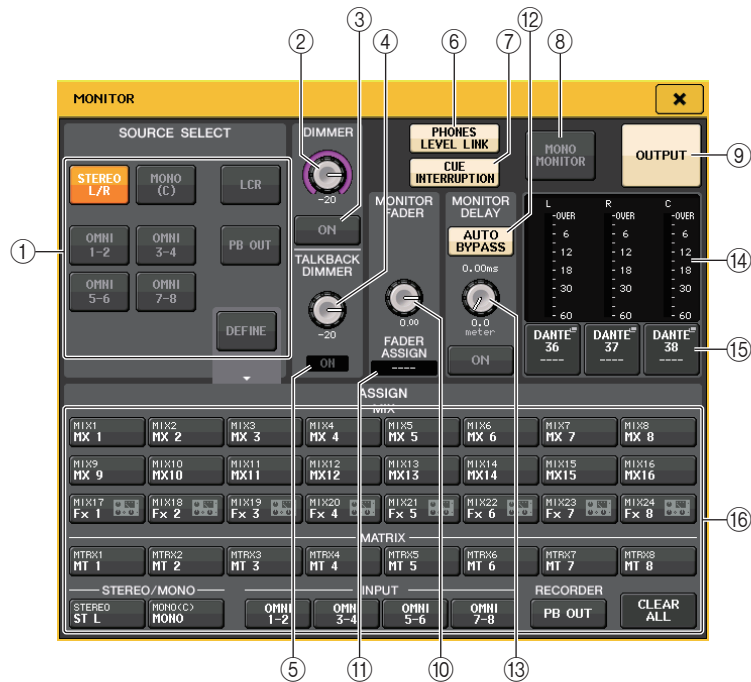 ② ③ ④ ⑥ ⑦ ⑧ ⑫
MONITOR
SOURCE SELECT
STEREO L/R
MONO (C)
LCR
OMNI 1-2
OMNI 3-4
PB OUT
OMNI 5-6
OMNI 7-8
DEFINE
①
DIMMER
-20
ON
TALKBACK DIMMER
-20
ON
PHONES LEVEL LINK
CUE INTERRUPTION
MONO MONITOR
OUTPUT
⑨
MONITOR FADER
0.00
FADER ASSIGN
----
MONITOR DELAY
AUTO BYPASS
0.00ms
0.0
meter
ON
L R C
-OVER -OVER -OVER
6 6 6
12 12 12
18 18 18
30 30 30
60 60 60
⑭
DANTE 36 ----
DANTE 37 ----
DANTE 38 ----
⑮
ASSIGN
MIX
MIX1 MIX2 MIX3 MIX4 MIX5 MIX6 MIX7 MIX8
MX 1 MX 2 MX 3 MX 4 MX 5 MX 6 MX 7 MX 8
MIX9 MIX10 MIX11 MIX12 MIX13 MIX14 MIX15 MIX16
MX 9 MX10 MX11 MX12 MX13 MX14 MX15 MX16
MIX17 MIX18 MIX19 MIX20 MIX21 MIX22 MIX23 MIX24
Fx 1 Fx 2 Fx 3 Fx 4 Fx 5 Fx 6 Fx 7 Fx 8
⑯
MATRIX
MTRX1 MTRX2 MTRX3 MTRX4 MTRX5 MTRX6 MTRX7 MTRX8
MT 1 MT 2 MT 3 MT 4 MT 5 MT 6 MT 7 MT 8
STEREO/MONO INPUT RECORDER
STEREO MONO(C)
ST L MONO
OMNI 1-2
OMNI 3-4
OMNI 5-6
OMNI 7-8
PB OUT
CLEAR ALL
⑤ ⑪ ⑩ ⑬